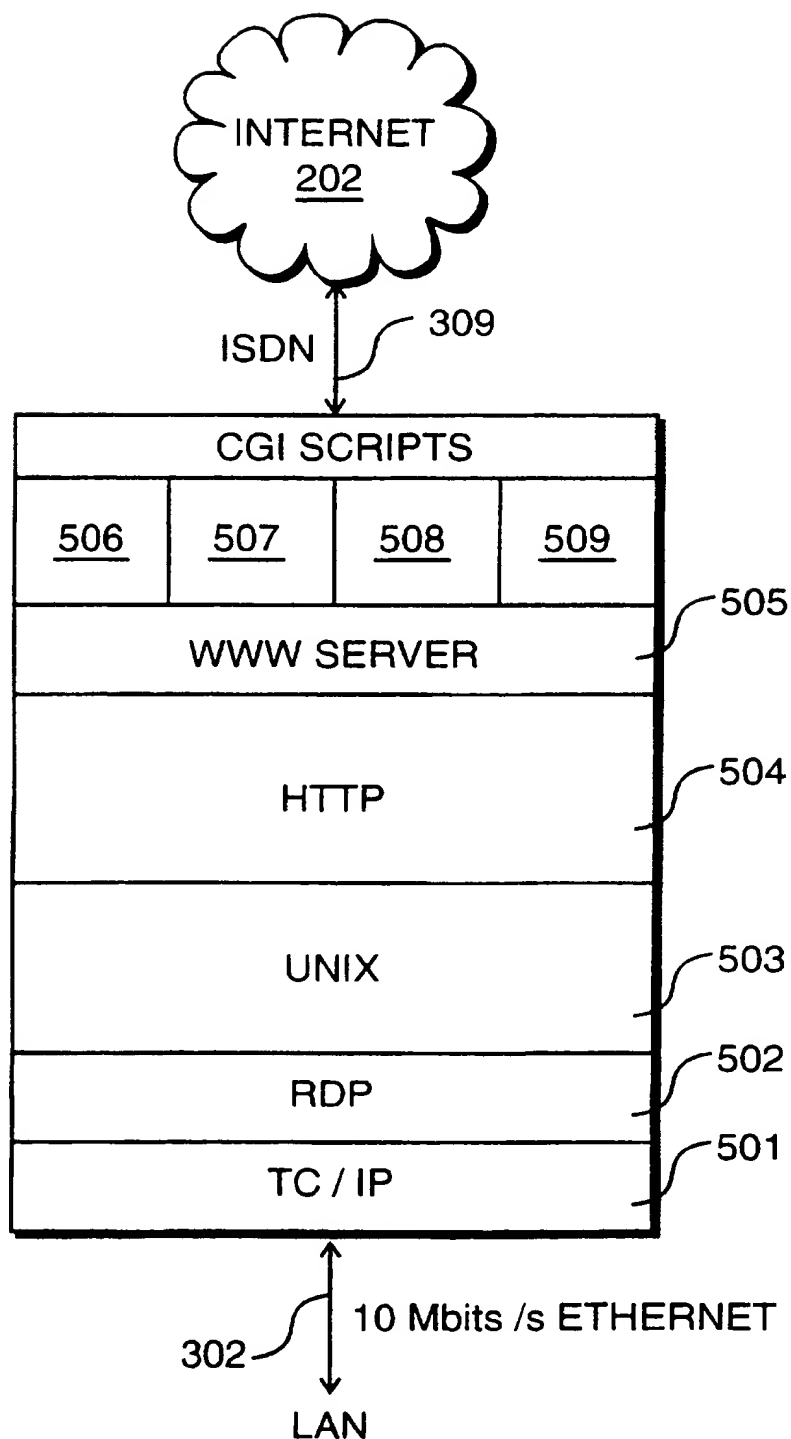 INTERNET
202
ISDN
309
CGI SCRIPTS
506 507 508 509
505
WWW SERVER
504
HTTP
503
UNIX
502
RDP
501
TC / IP
302
10 Mbits /s ETHERNET
LAN